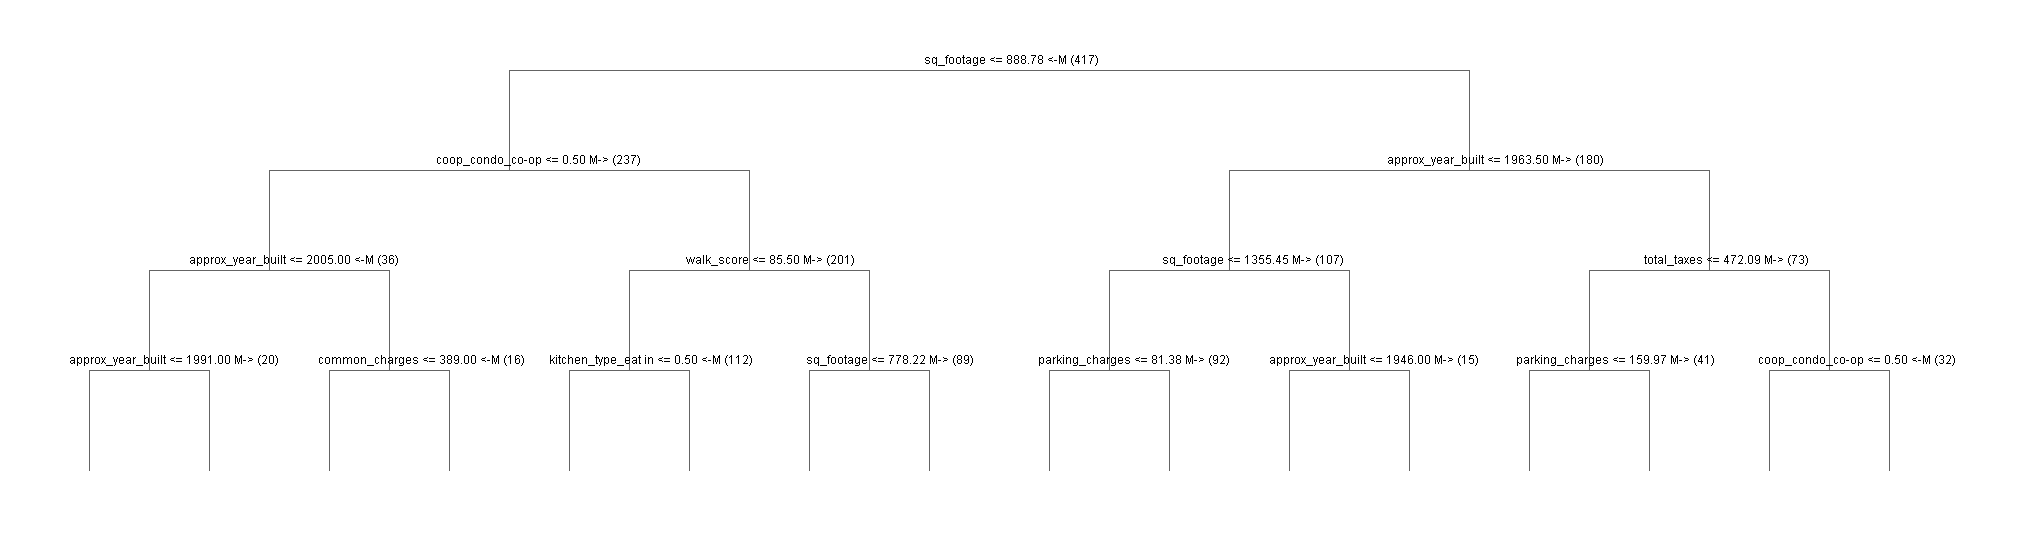 sq_footage <= 888.78 <-M (417)
coop_condo_co-op <= 0.50 M-> (237)
approx_year_built <= 1963.50 M-> (180)
approx_year_built <= 2005.00 <-M (36)
walk_score <= 85.50 M-> (201)
sq_footage <= 1355.45 M-> (107)
total_taxes <= 472.09 M-> (73)
approx_year_built <= 1991.00 M-> (20)
common_charges <= 389.00 <-M (16)
kitchen_type_eat in <= 0.50 <-M (112)
sq_footage <= 778.22 M-> (89)
parking_charges <= 81.38 M-> (92)
approx_year_built <= 1946.00 M-> (15)
parking_charges <= 159.97 M-> (41)
coop_condo_co-op <= 0.50 <-M (32)